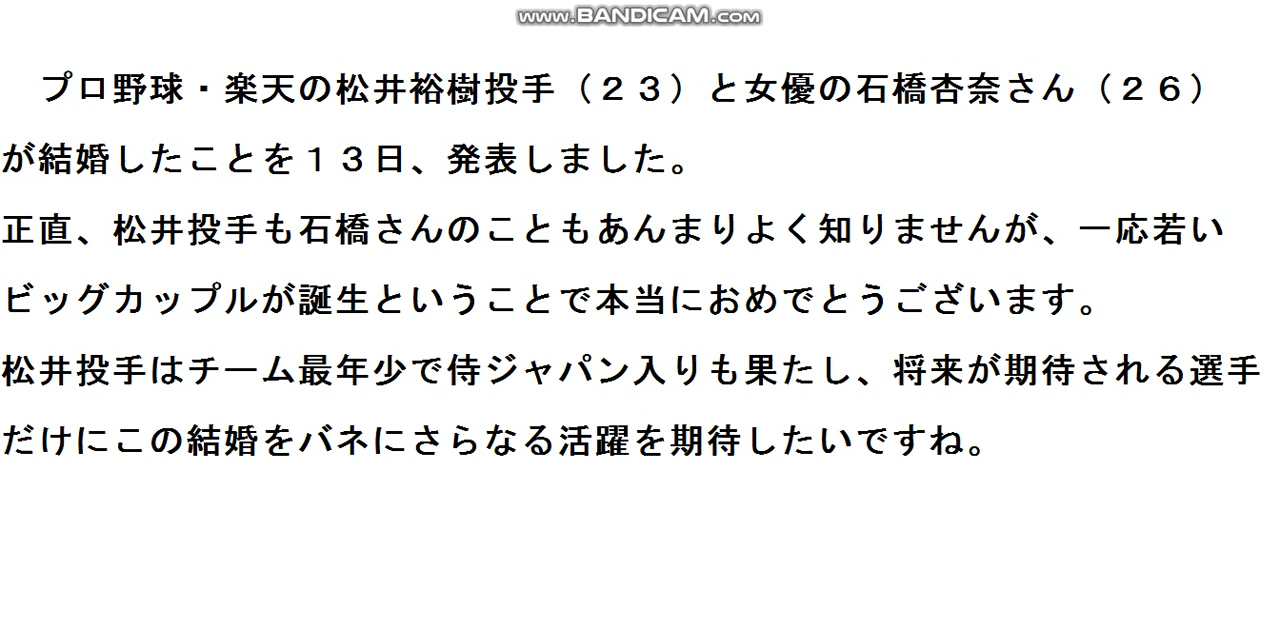 www.BANDICAM.com
プロ野球・楽天の松井裕樹投手（２３）と女優の石橋杏奈さん（２６）
が結婚したことを１３日、発表しました。
正直、松井投手も石橋さんのこともあんまりよく知りませんが、一応若い
ビッグカップルが誕生ということで本当におめでとうございます。
松井投手はチーム最年少で侍ジャパン入りも果たし、将来が期待される選手
だけにこの結婚をバネにさらなる活躍を期待したいですね。